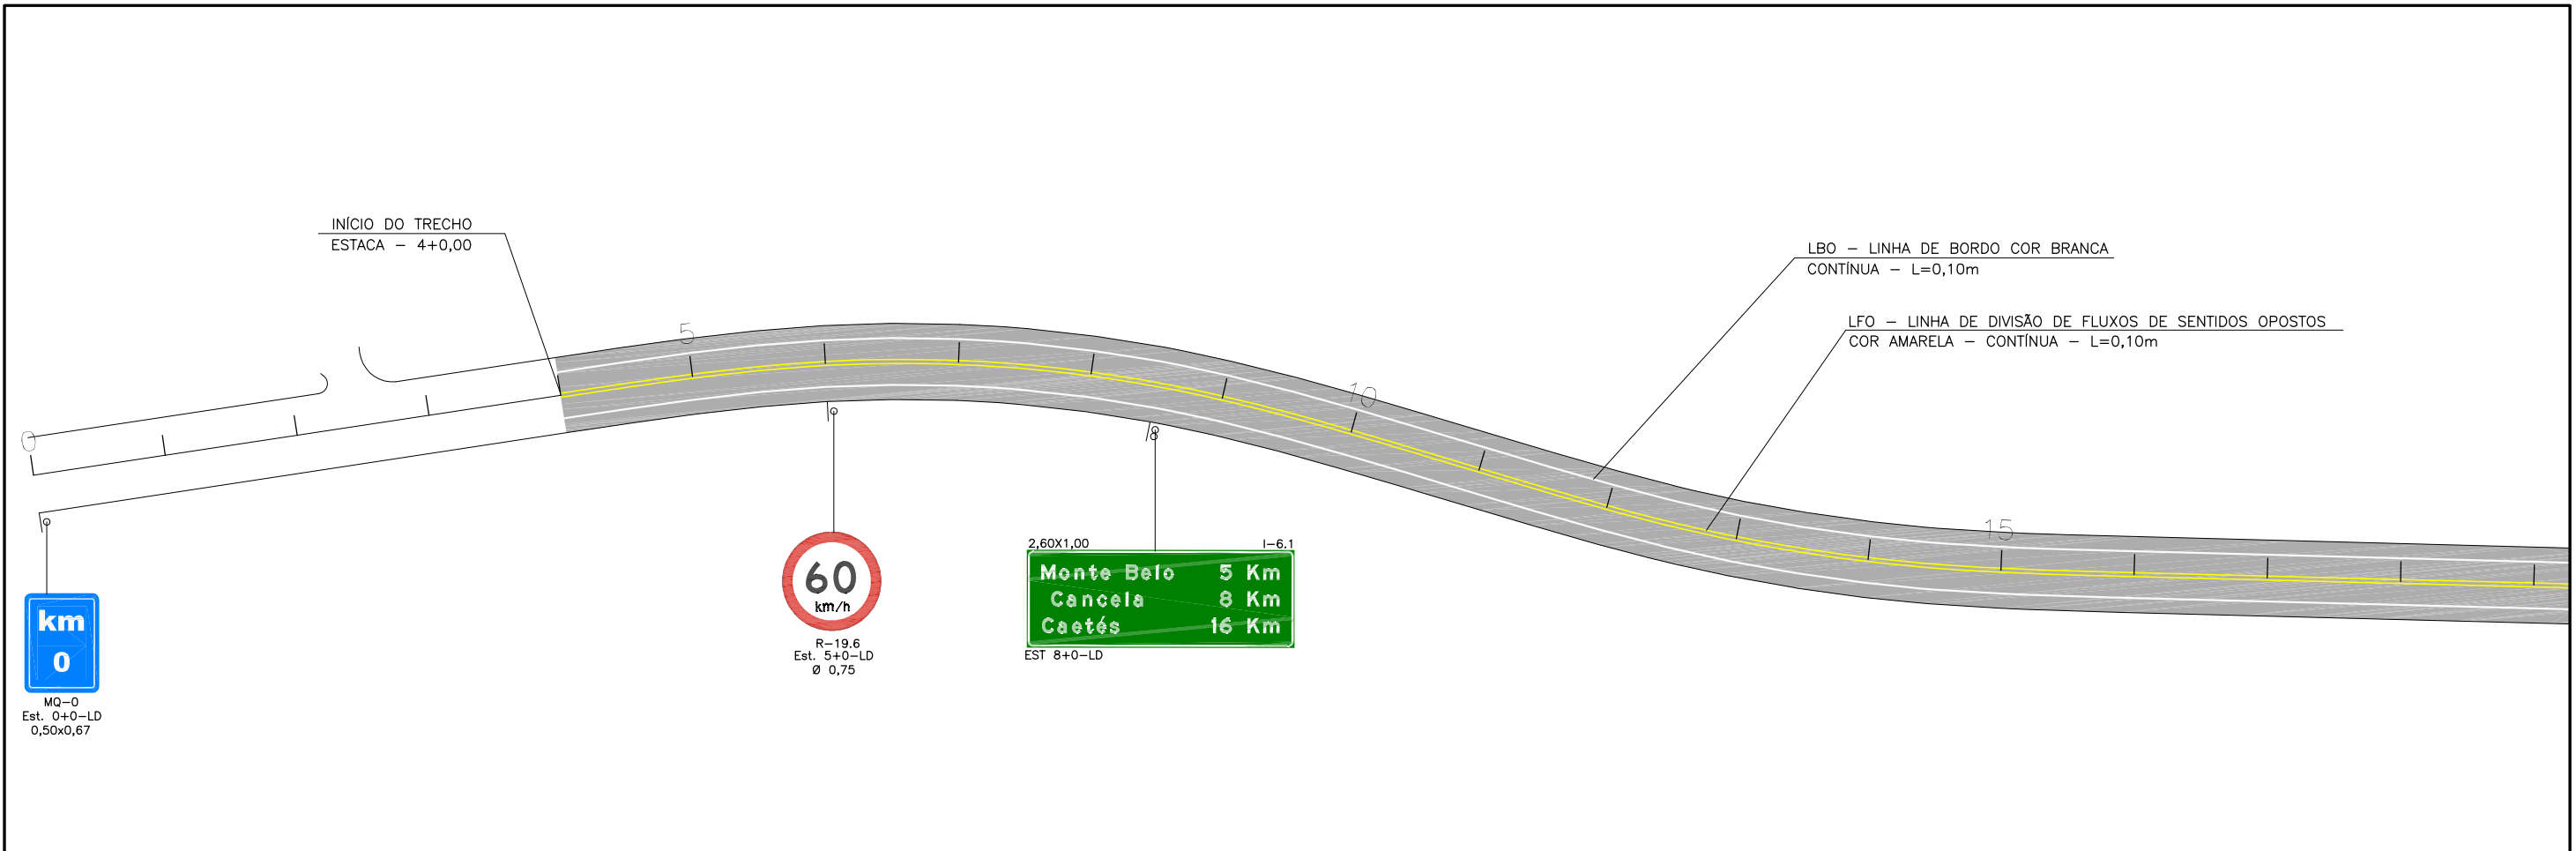 INÍCIO DO TRECHO
ESTACA – 4+0,00
LBO – LINHA DE BORDO COR BRANCA
CONTÍNUA – L=0,10m
LFO – LINHA DE DIVISÃO DE FLUXOS DE SENTIDOS OPOSTOS
COR AMARELA – CONTÍNUA – L=0,10m
0
5
10
15
8
km
0
MQ-0
Est. 0+0-LD
0,50x0,67
60
km/h
R-19.6
Est. 5+0-LD
Ø 0,75
2,60X1,00 I-6.1
Monte Belo 5 Km
Cancela 8 Km
Caetés 16 Km
EST 8+0-LD